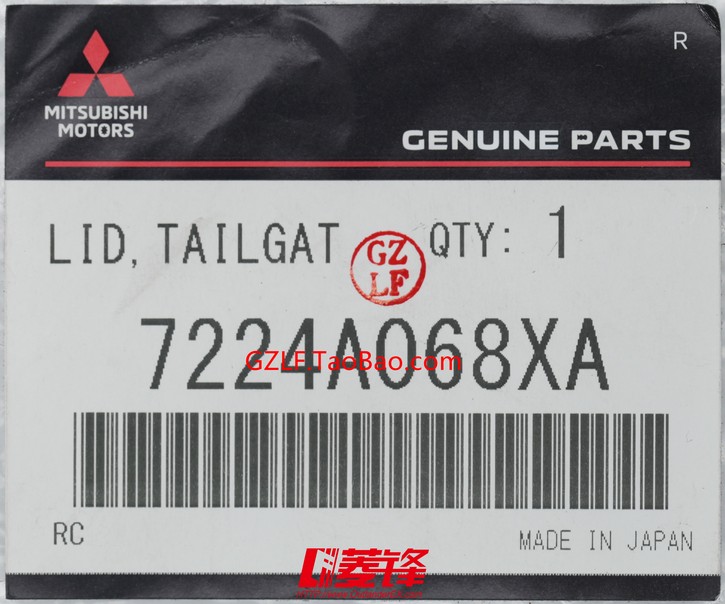 R
MITSUBISHI
MOTORS
GENUINE PARTS
LID, TAILGAT
QTY: 1
GZ
LF
7224A068XA
GZLF.TaoBao.com
RC
MADE IN JAPAN
菱锋